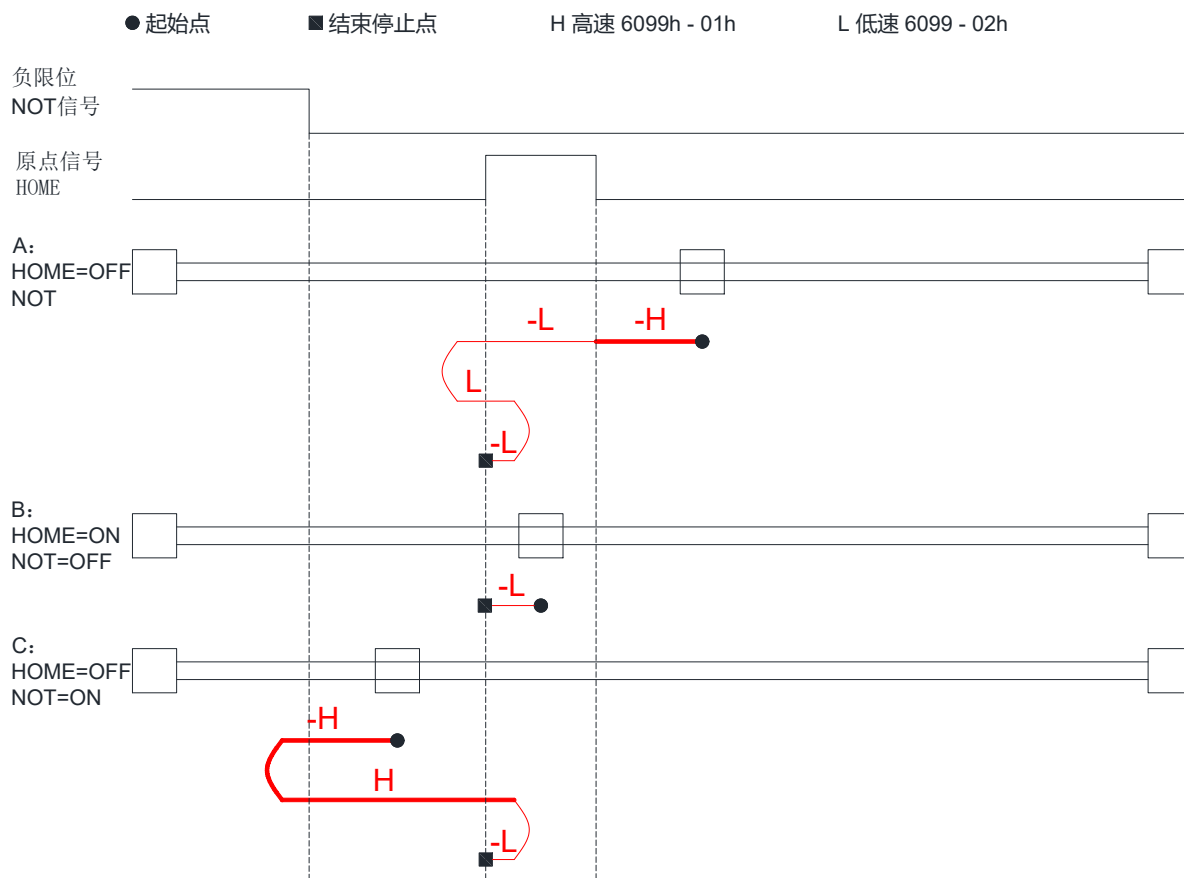 起始点
结束停止点
H 高速 6099h - 01h
L 低速 6099 - 02h
负限位
NOT信号
原点信号
HOME
A：
HOME=OFF
NOT
-L
-H
L
-L
B：
HOME=ON
NOT=OFF
-L
C：
HOME=OFF
NOT=ON
-H
H
-L